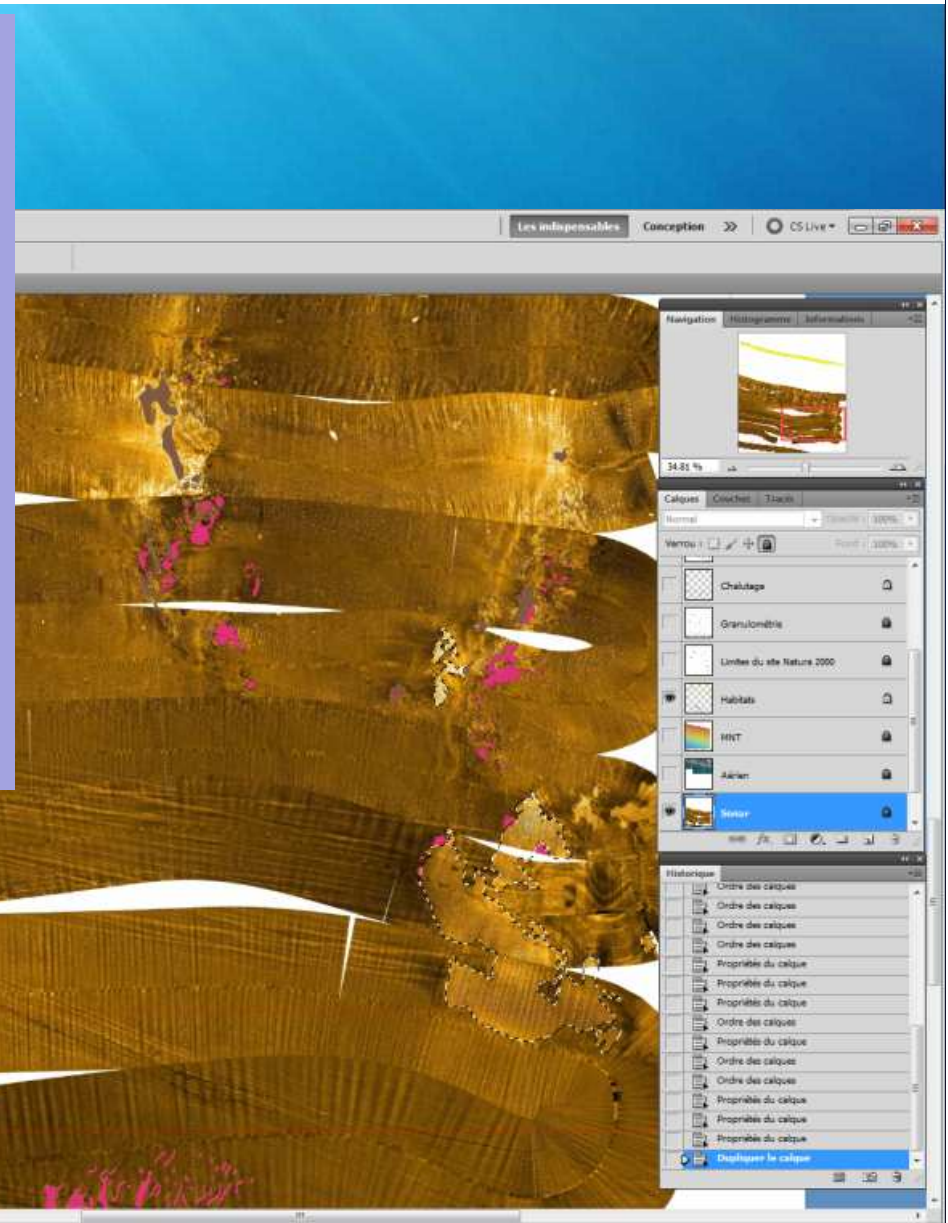 Les indispensables Conception >> CS Live
Navigation Histogramme Informations
34.81 %
Calques Couches Tracés
Normal Opacité : 100%
Verrou : Fond : 100%
Chalutage
Granulométrie
Limites du site Natura 2000
Habitats
MNT
Aérien
Sonar
fx
Historique
Ordre des calques
Ordre des calques
Ordre des calques
Ordre des calques
Propriétés du calque
Propriétés du calque
Propriétés du calque
Ordre des calques
Propriétés du calque
Ordre des calques
Ordre des calques
Propriétés du calque
Propriétés du calque
Propriétés du calque
Dupliquer le calque